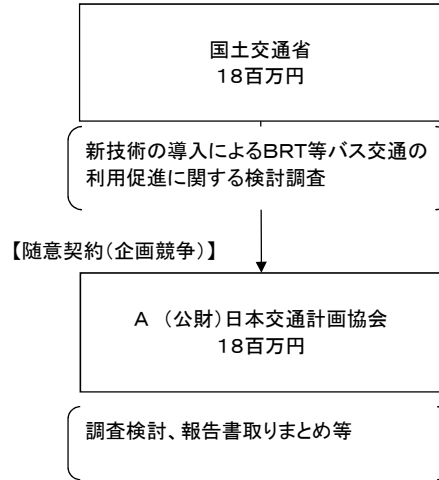 国土交通省
18百万円
新技術の導入によるBRT等バス交通の
利用促進に関する検討調査
【随意契約(企画競争)】
A (公財)日本交通計画協会
18百万円
調査検討、報告書取りまとめ等